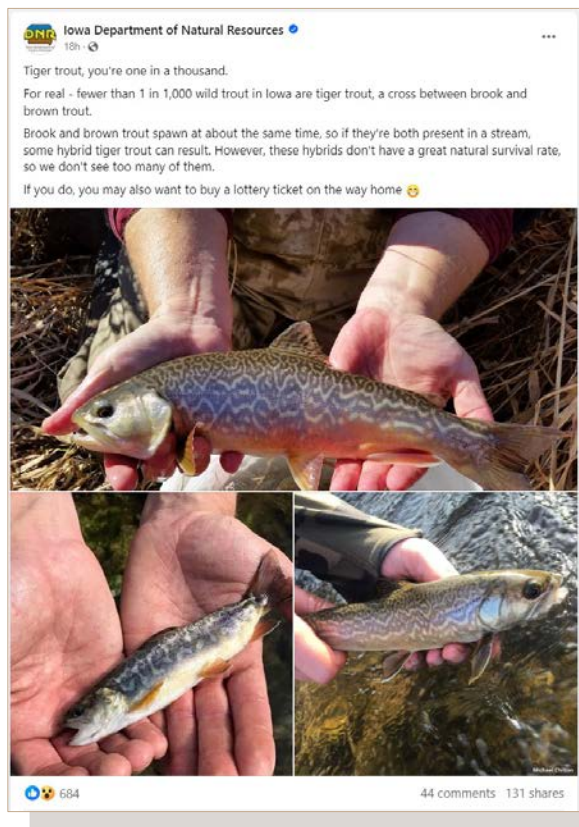 DNR
Iowa Department of Natural Resources
18h ·
Tiger trout, you're one in a thousand.
For real - fewer than 1 in 1,000 wild trout in Iowa are tiger trout, a cross between brook and
brown trout.
Brook and brown trout spawn at about the same time, so if they're both present in a stream,
some hybrid tiger trout can result. However, these hybrids don't have a great natural survival rate,
so we don't see too many of them.
If you do, you may also want to buy a lottery ticket on the way home 😁
684
44 comments 131 shares